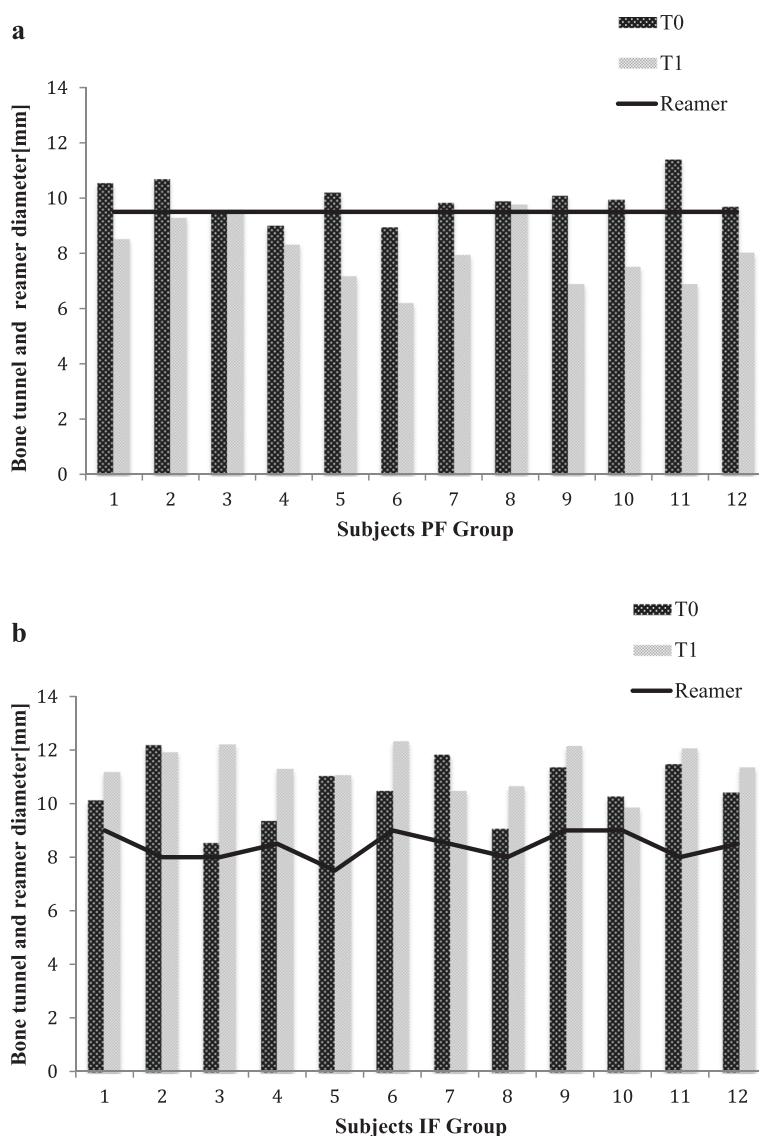 a
T0
T1
Reamer
Bone tunnel and reamer diameter[mm]
14
12
10
8
6
4
2
0
1 2 3 4 5 6 7 8 9 10 11 12
Subjects PF Group
b
T0
T1
Reamer
Bone tunnel and reamer diameter[mm]
14
12
10
8
6
4
2
0
1 2 3 4 5 6 7 8 9 10 11 12
Subjects IF Group